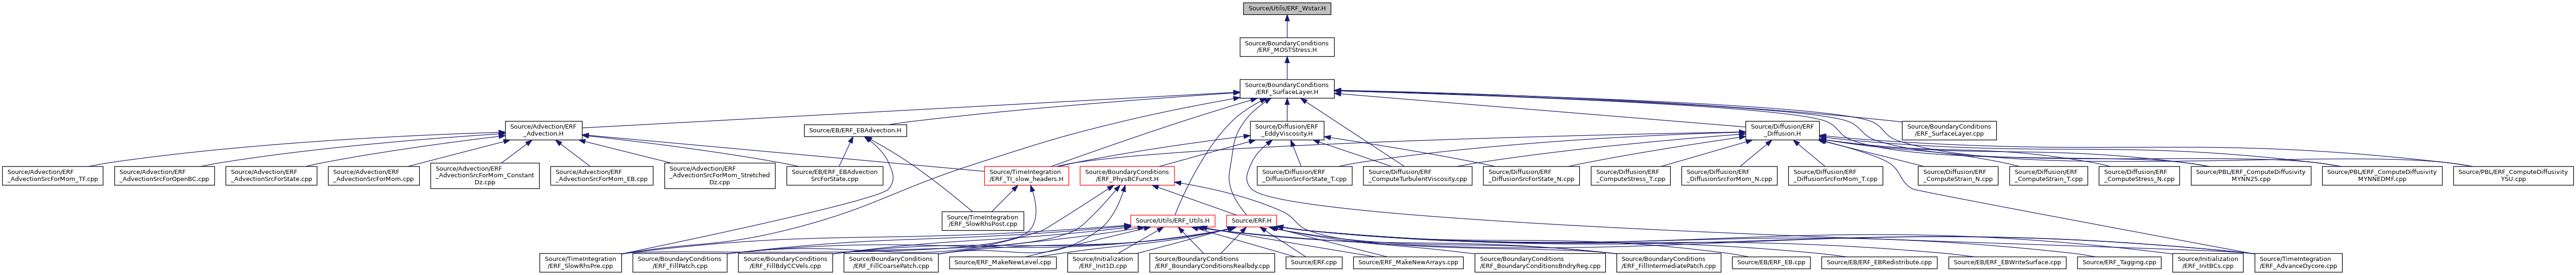 Source/Utils/ERF_Wstar.H
Source/BoundaryConditions
/ERF_MOSTStress.H
Source/BoundaryConditions
/ERF_SurfaceLayer.H
Source/Advection/ERF
_Advection.H
Source/EB/ERF_EBAdvection.H
Source/Diffusion/ERF
_EddyViscosity.H
Source/Diffusion/ERF
_Diffusion.H
Source/BoundaryConditions
/ERF_SurfaceLayer.cpp
Source/Advection/ERF
_AdvectionSrcForMom_TF.cpp
Source/Advection/ERF
_AdvectionSrcForOpenBC.cpp
Source/Advection/ERF
_AdvectionSrcForState.cpp
Source/Advection/ERF
_AdvectionSrcForMom.cpp
Source/Advection/ERF
_AdvectionSrcForMom_Constant
Dz.cpp
Source/Advection/ERF
_AdvectionSrcForMom_EB.cpp
Source/Advection/ERF
_AdvectionSrcForMom_Stretched
Dz.cpp
Source/EB/ERF_EBAdvection
SrcForState.cpp
Source/TimeIntegration
/ERF_TI_slow_headers.H
Source/BoundaryConditions
/ERF_PhysBCFunct.H
Source/Diffusion/ERF
_DiffusionSrcForState_T.cpp
Source/Diffusion/ERF
_ComputeTurbulentViscosity.cpp
Source/Diffusion/ERF
_DiffusionSrcForState_N.cpp
Source/Diffusion/ERF
_ComputeStress_T.cpp
Source/Diffusion/ERF
_DiffusionSrcForMom_N.cpp
Source/Diffusion/ERF
_DiffusionSrcForMom_T.cpp
Source/Diffusion/ERF
_ComputeStrain_N.cpp
Source/Diffusion/ERF
_ComputeStrain_T.cpp
Source/Diffusion/ERF
_ComputeStress_N.cpp
Source/PBL/ERF_ComputeDiffusivity
MYNN25.cpp
Source/PBL/ERF_ComputeDiffusivity
MYNNEDMF.cpp
Source/PBL/ERF_ComputeDiffusivity
YSU.cpp
Source/TimeIntegration
/ERF_SlowRhsPost.cpp
Source/Utils/ERF_Utils.H
Source/ERF.H
Source/TimeIntegration
/ERF_SlowRhsPre.cpp
Source/BoundaryConditions
/ERF_FillPatch.cpp
Source/BoundaryConditions
/ERF_FillBdyCCVels.cpp
Source/BoundaryConditions
/ERF_FillCoarsePatch.cpp
Source/ERF_MakeNewLevel.cpp
Source/Initialization
/ERF_Init1D.cpp
Source/BoundaryConditions
/ERF_BoundaryConditionsRealbdy.cpp
Source/ERF.cpp
Source/ERF_MakeNewArrays.cpp
Source/BoundaryConditions
/ERF_BoundaryConditionsBndryReg.cpp
Source/BoundaryConditions
/ERF_FillIntermediatePatch.cpp
Source/EB/ERF_EB.cpp
Source/EB/ERF_EBRedistribute.cpp
Source/EB/ERF_EBWriteSurface.cpp
Source/ERF_Tagging.cpp
Source/Initialization
/ERF_InitBCs.cpp
Source/TimeIntegration
/ERF_AdvanceDycore.cpp